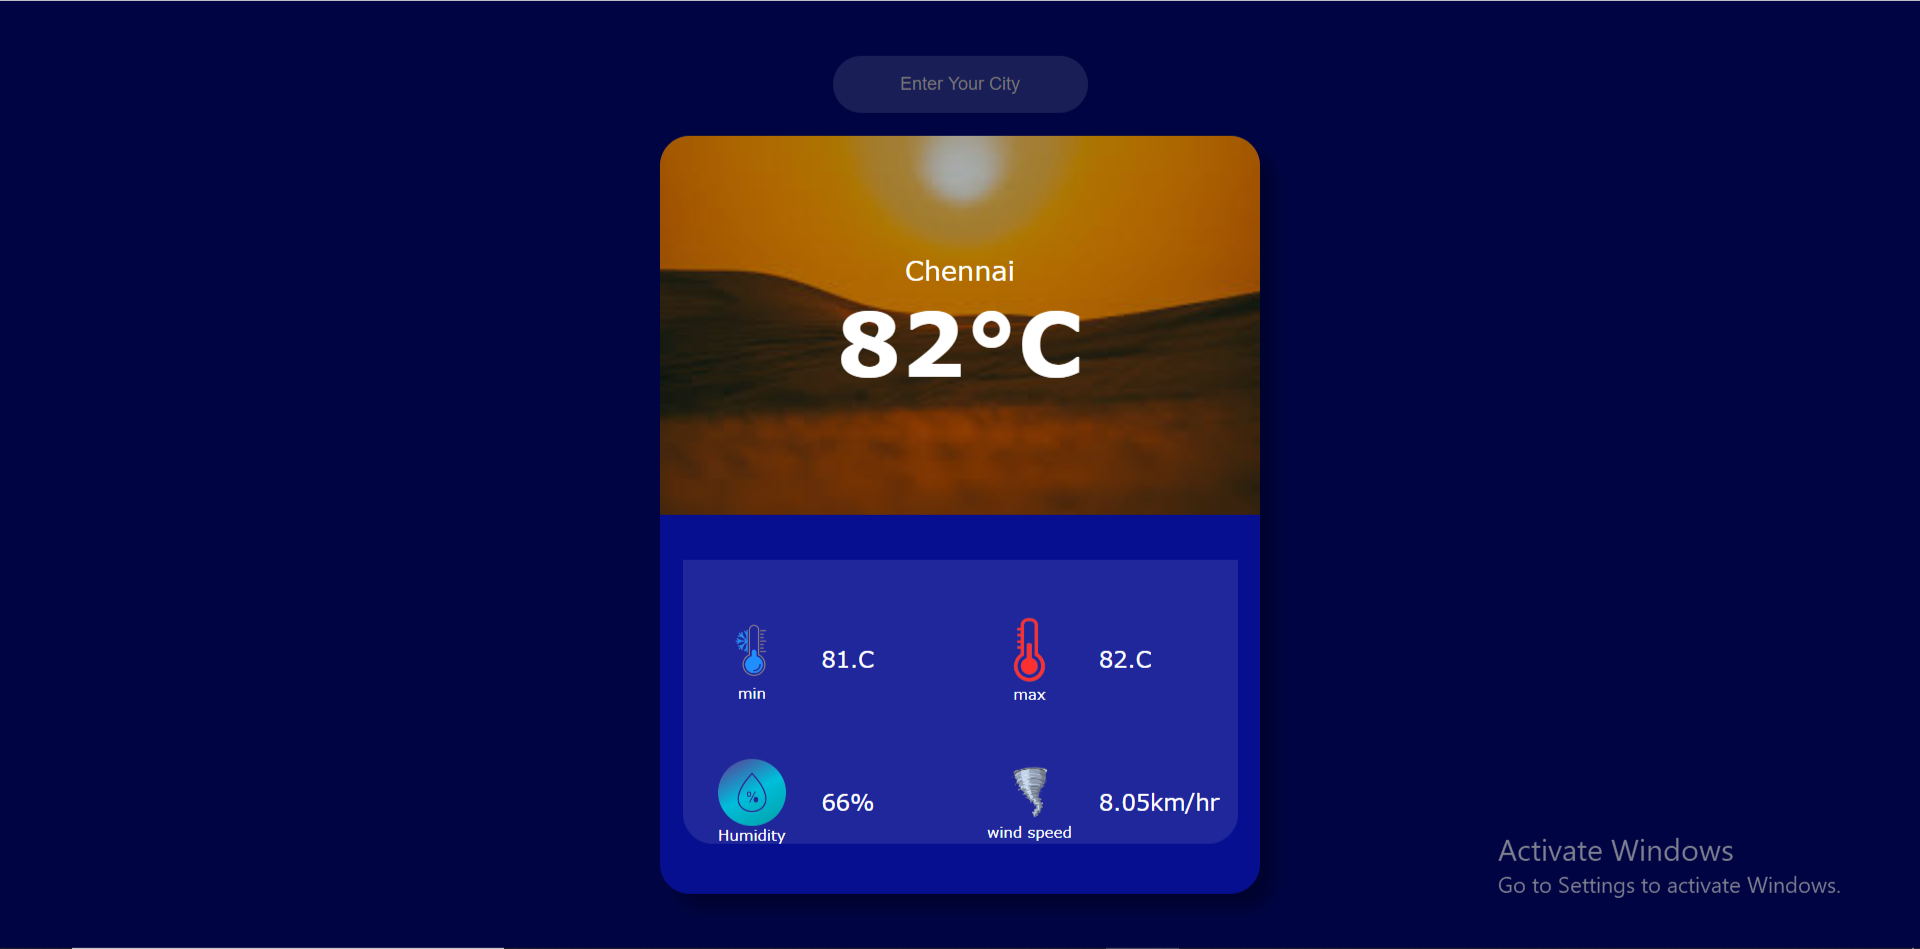 Enter Your City
Chennai
82°C
81.C
82.C
min
max
%
66%
8.05km/hr
Humidity
wind speed
Activate Windows
Go to Settings to activate Windows.